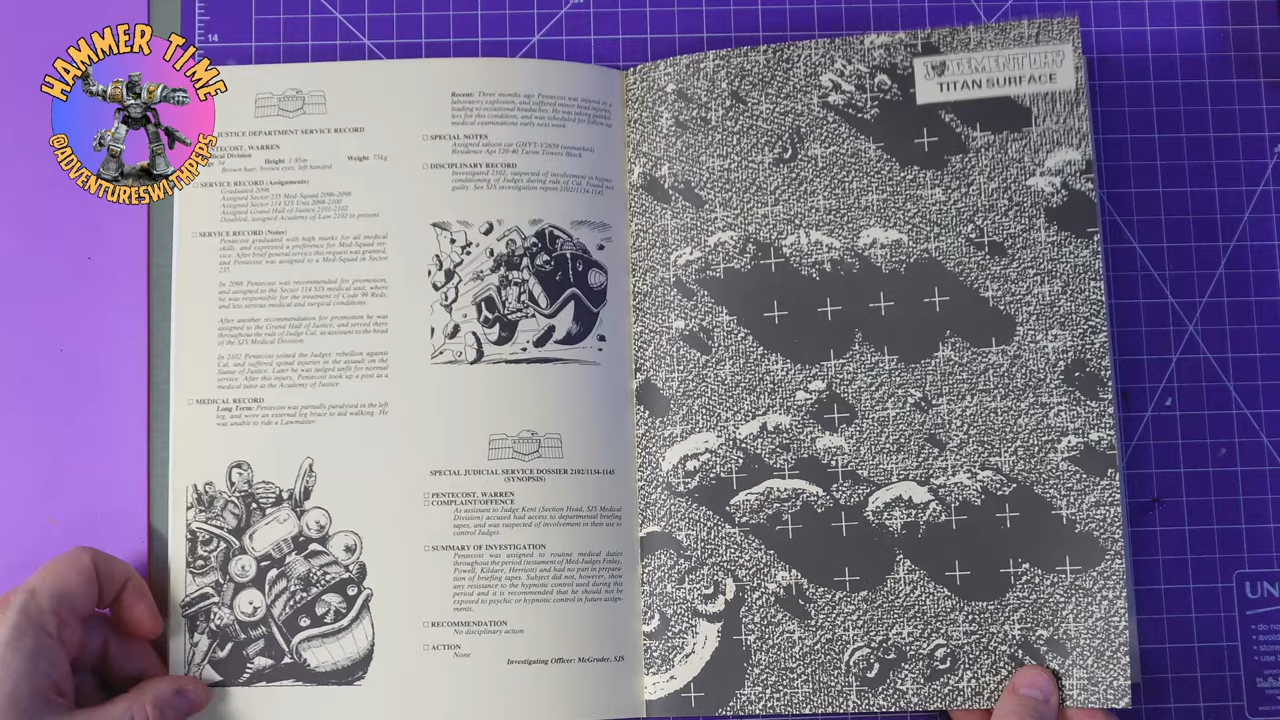 HAMMER TIME
@ADVENTURESWITHPEPS
14
JUSTICE DEPARTMENT SERVICE RECORD
PENTECOST, WARREN
Division
34 Height 1.85m Weight 75kg
Brown hair, brown eyes, left handed
SERVICE RECORD (Assignments)
Graduated 2096
Assigned Sector 235 Med-Squad 2096-2098
Assigned Sector 114 SJS Unit 2098-2100
Assigned Grand Hall of Justice 2101-2102
Disabled, assigned Academy of Law 2102 to present
SERVICE RECORD (Notes)
Pentecost graduated with high marks for all medical
skills, and expressed a preference for Med-Squad ser-
vice. After brief general service this request was granted,
and Pentecost was assigned to a Med-Squad in Sector
235.
In 2098 Pentecost was recommended for promotion,
and assigned to the Sector 114 SJS medical unit, where
he was responsible for the treatment of Code 99 Reds,
and less serious medical and surgical conditions.
After another recommendation for promotion he was
assigned to the Grand Hall of Justice, and served there
throughout the rule of Judge Cal, as assistant to the head
of the SJS Medical Division.
In 2102 Pentecost joined the Judges rebellion against
Cal, and suffered spinal injuries in the assault on the
Statue of Justice. Later he was judged unfit for normal
service. After this injury, Pentecost took up a post as a
medical tutor at the Academy of Justice.
MEDICAL RECORD
Long Term: Pentecost was partially paralysed in the left
leg, and wore an external leg brace to aid walking. He
was unable to ride a Lawmaster
Recent: Three months ago Pentecost was injured in a
laboratory explosion, and suffered minor head injuries,
leading to occasional headaches. He was taking
for this condition, and was scheduled for follow-up
medical examinations early next week.
SPECIAL NOTES
Assigned saloon car GHYT-V2659 (unmarked)
Residence Apt 120-40 Tarim Towers Block
DISCIPLINARY RECORD
Investigated 2102, suspected of involvement in hypno-
conditioning of Judges during rule of Cal. Found not
guilty. See SJS investigation report 2102/1134-1145
SPECIAL JUDICIAL SERVICE DOSSIER 2102/1134-1145
(SYNOPSIS)
PENTECOST, WARREN
COMPLAINT/OFFENCE
As assistant to Judge Kent (Section Head, SJS Medical
Division) accused had access to departmental briefing
tapes, and was suspected of involvement in their use to
control Judges.
SUMMARY OF INVESTIGATION
Pentecost was assigned to routine medical duties
throughout the period (testament of Med-Judges Finlay,
Powell, Kildare, Herriott) and had no part in prepara-
tion of briefing tapes. Subject did not, however, show
any resistance to the hypnotic control used during this
period and it is recommended that he should not be
exposed to psychic or hypnotic control in future assign-
ments.
RECOMMENDATION
No disciplinary action
ACTION
None
Investigating Officer: McGruder, SJS
JUDGEMENT DAY
TITAN SURFACE
UN